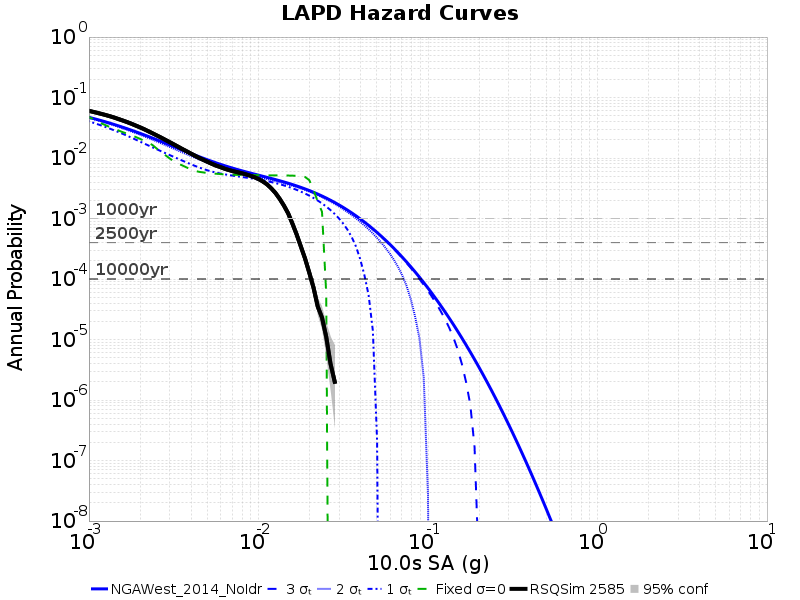 LAPD Hazard Curves
Annual Probability
10^0
10^-1
10^-2
10^-3
10^-4
10^-5
10^-6
10^-7
10^-8
1000yr
2500yr
10000yr
10^-3 10^-2 10^-1 10^0 10^1
10.0s SA (g)
NGAWest_2014_NoIdr 3 σₜ 2 σₜ 1 σₜ Fixed σ=0 RSQSim 2585 95% conf